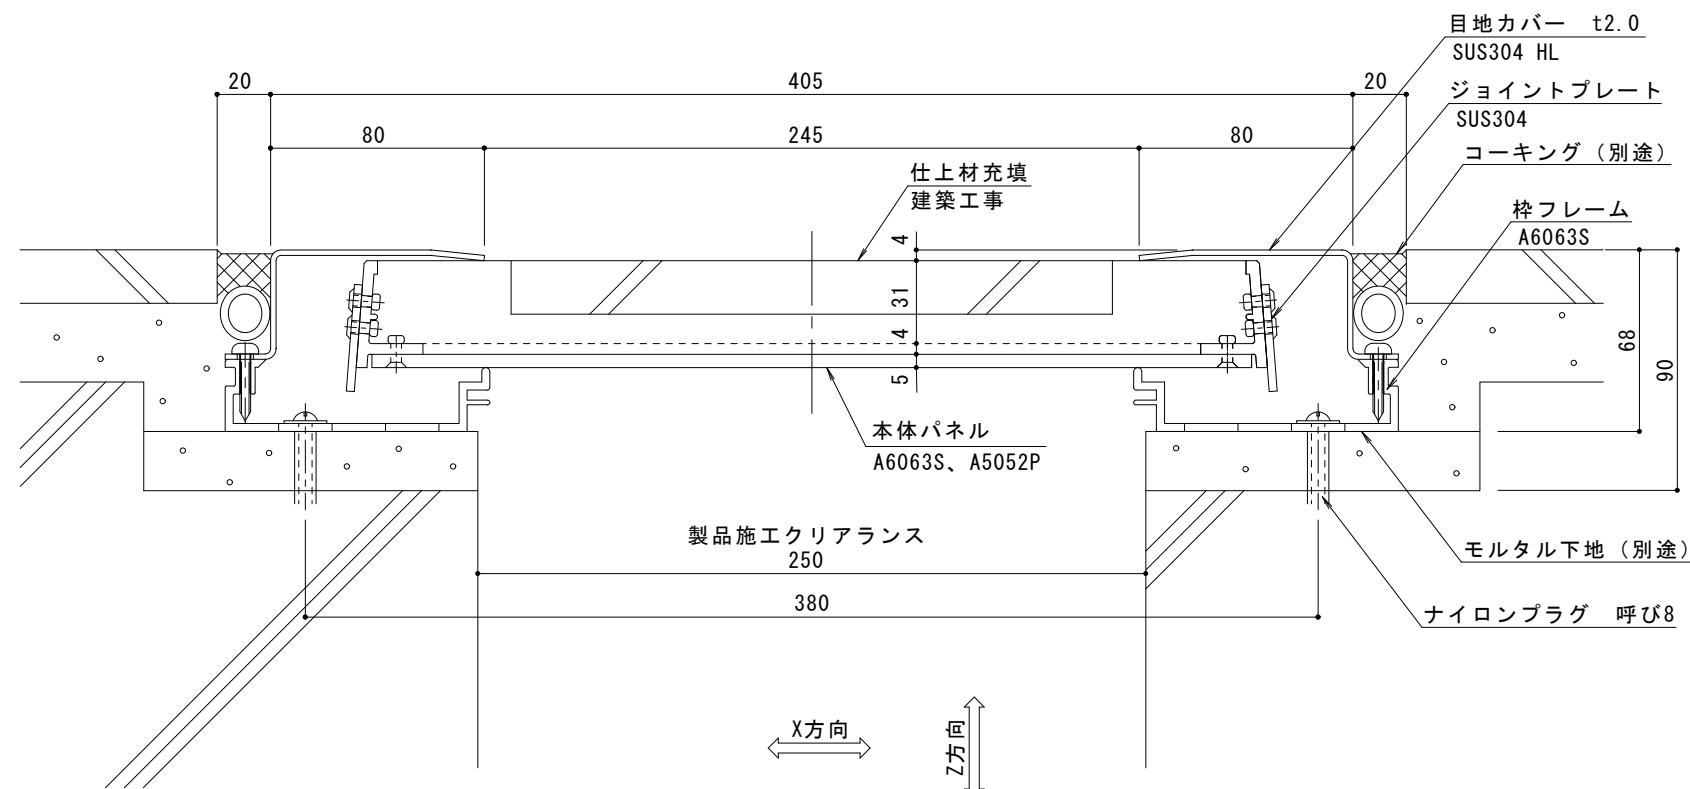 目地カバー　t2.0
SUS304 HL
20
405
20
ジョイントプレート
SUS304
80
245
80
コーキング（別途）
仕上材充填
建築工事
枠フレーム
A6063S
4
31
4
5
68
90
本体パネル
A6063S、A5052P
製品施工クリアランス
250
モルタル下地（別途）
380
ナイロンプラグ　呼び8
X方向
Z方向